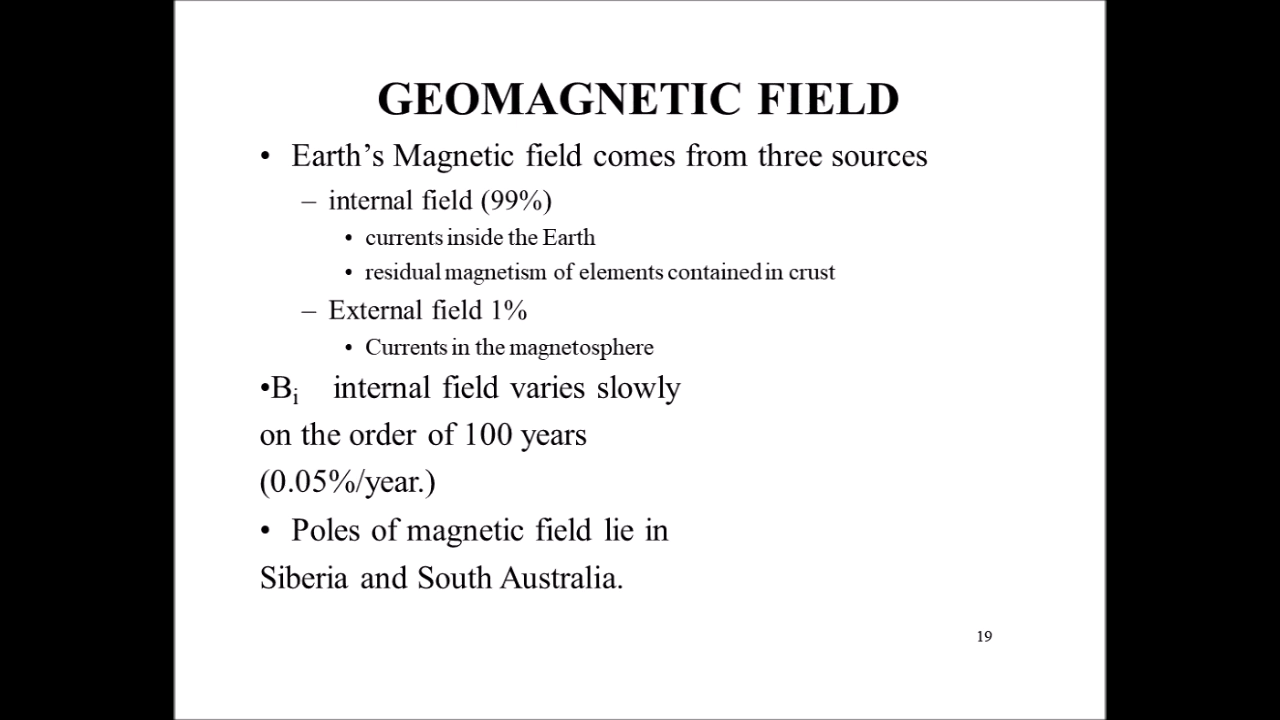 GEOMAGNETIC FIELD
• Earth's Magnetic field comes from three sources
– internal field (99%)
• currents inside the Earth
• residual magnetism of elements contained in crust
– External field 1%
• Currents in the magnetosphere
•Bi internal field varies slowly
on the order of 100 years
(0.05%/year.)
• Poles of magnetic field lie in
Siberia and South Australia.
19